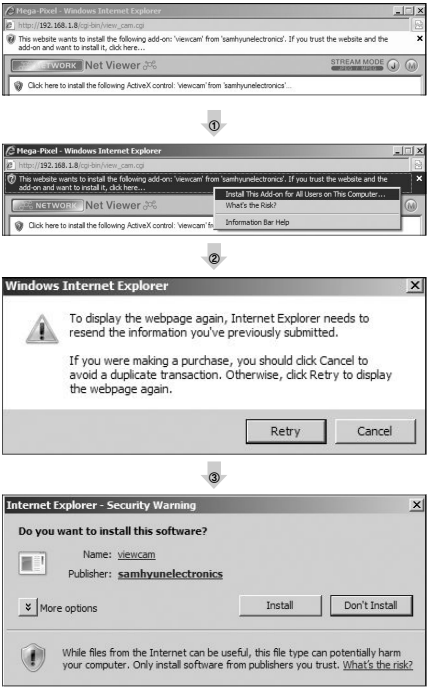 Mega-Pixel - Windows Internet Explorer
http://192.168.1.8/cgi-bin/view_cam.cgi
This website wants to install the following add-on: 'viewcam' from 'samhyunelectronics'. If you trust the website and the
add-on and want to install it, click here...
NETWORK Net Viewer
STREAM MODE J M
JPEG / MPEG
Click here to install the following ActiveX control: 'viewcam' from 'samhyunelectronics'...
①
Mega-Pixel - Windows Internet Explorer
http://192.168.1.8/cgi-bin/view_cam.cgi
This website wants to install the following add-on: 'viewcam' from 'samhyunelectronics'. If you trust the website and the
add-on and want to install it, click here...
Install This Add-on for All Users on This Computer...
NETWORK Net Viewer
What's the Risk?
M
Click here to install the following ActiveX control: 'viewcam' fr
Information Bar Help
②
Windows Internet Explorer
To display the webpage again, Internet Explorer needs to
resend the information you've previously submitted.
If you were making a purchase, you should click Cancel to
avoid a duplicate transaction. Otherwise, click Retry to display
the webpage again.
Retry Cancel
③
Internet Explorer - Security Warning
Do you want to install this software?
Name: viewcam
Publisher: samhyunelectronics
More options
Install Don't Install
While files from the Internet can be useful, this file type can potentially harm
your computer. Only install software from publishers you trust. What's the risk?